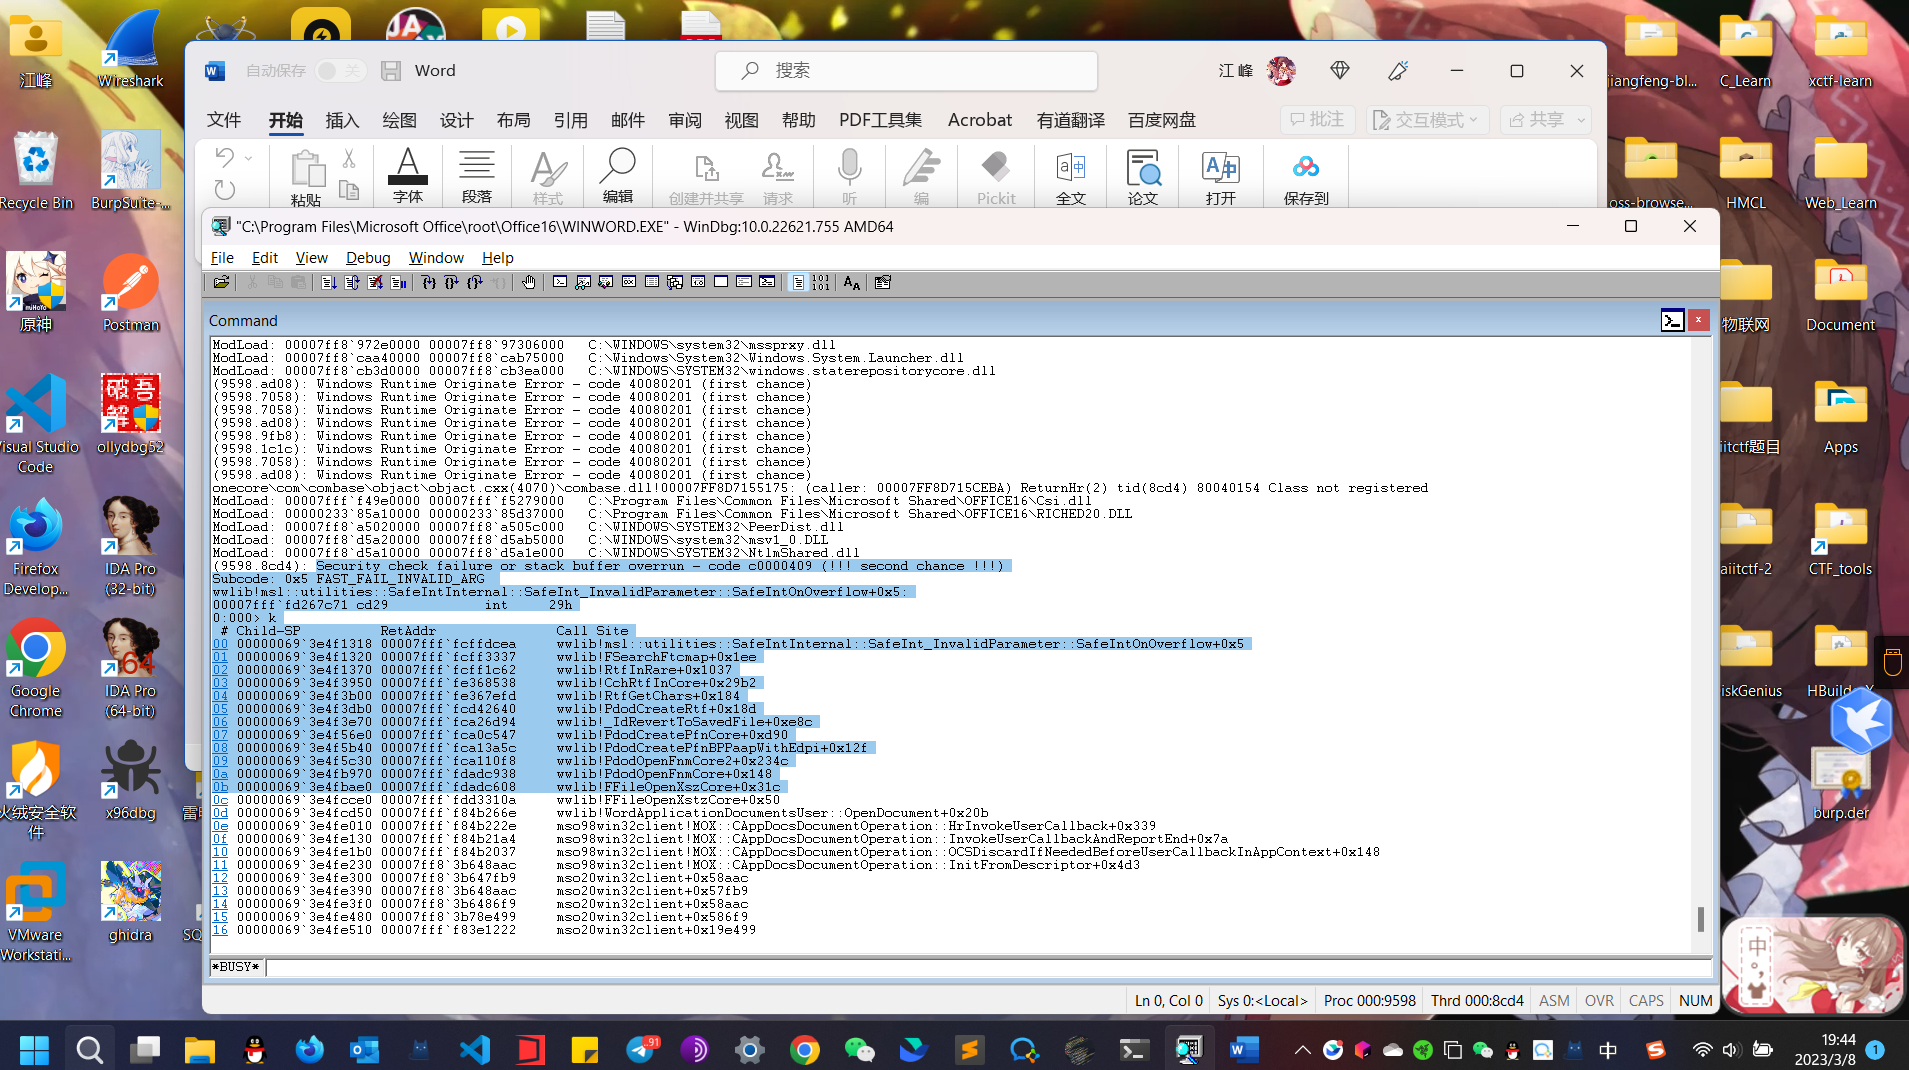 江峰
Wireshark
Recycle Bin
BurpSuite-...
原神
Postman
Visual Studio
Code
ollydbg52
破吾
解
Firefox
Develop...
IDA Pro
(32-bit)
Google
Chrome
IDA Pro
(64-bit)
64
火绒安全软
件
x96dbg
VMware
Workstati...
ghidra
JA
自动保存
关
Word
搜索
江 峰
文件 开始 插入 绘图 设计 布局 引用 邮件 审阅 视图 帮助 PDF工具集 Acrobat 有道翻译 百度网盘
批注
交互模式
共享
粘贴
字体
段落
样式
编辑
创建并共享
请求
听
编
Pickit
全文
论文
打开
保存到
"C:\Program Files\Microsoft Office\root\Office16\WINWORD.EXE" - WinDbg:10.0.22621.755 AMD64
File Edit View Debug Window Help
Command
ModLoad: 00007ff8`972e0000 00007ff8`97306000   C:\WINDOWS\system32\mssprxy.dll
ModLoad: 00007ff8`caa40000 00007ff8`cab75000   C:\Windows\System32\Windows.System.Launcher.dll
ModLoad: 00007ff8`cb3d0000 00007ff8`cb3ea000   C:\WINDOWS\SYSTEM32\windows.staterepositorycore.dll
(9598.ad08): Windows Runtime Originate Error - code 40080201 (first chance)
(9598.7058): Windows Runtime Originate Error - code 40080201 (first chance)
(9598.7058): Windows Runtime Originate Error - code 40080201 (first chance)
(9598.ad08): Windows Runtime Originate Error - code 40080201 (first chance)
(9598.9fb8): Windows Runtime Originate Error - code 40080201 (first chance)
(9598.1c1c): Windows Runtime Originate Error - code 40080201 (first chance)
(9598.7058): Windows Runtime Originate Error - code 40080201 (first chance)
(9598.ad08): Windows Runtime Originate Error - code 40080201 (first chance)
onecore\com\combase\objact\objact.cxx(4070)\combase.dll!00007FF8D7155175: (caller: 00007FF8D715CEBA) ReturnHr(2) tid(8cd4) 80040154 Class not registered
ModLoad: 00007fff`f49e0000 00007fff`f5279000   C:\Program Files\Common Files\Microsoft Shared\OFFICE16\Csi.dll
ModLoad: 00000233`85a10000 00000233`85d37000   C:\Program Files\Common Files\Microsoft Shared\OFFICE16\RICHED20.DLL
ModLoad: 00007ff8`a5020000 00007ff8`a505c000   C:\WINDOWS\SYSTEM32\PeerDist.dll
ModLoad: 00007ff8`d5a20000 00007ff8`d5ab5000   C:\WINDOWS\system32\msv1_0.DLL
ModLoad: 00007ff8`d5a10000 00007ff8`d5a1e000   C:\WINDOWS\SYSTEM32\NtlmShared.dll
(9598.8cd4): Security check failure or stack buffer overrun - code c0000409 (!!! second chance !!!)
Subcode: 0x5 FAST_FAIL_INVALID_ARG
wwlib!msl::utilities::SafeIntInternal::SafeInt_InvalidParameter::SafeIntOnOverflow+0x5:
00007fff`fd267c71 cd29            int     29h
0:000> k
 # Child-SP          RetAddr               Call Site
00 00000069`3e4f1318 00007fff`fcffdcea     wwlib!msl::utilities::SafeIntInternal::SafeInt_InvalidParameter::SafeIntOnOverflow+0x5
01 00000069`3e4f1320 00007fff`fcff3337     wwlib!FSearchFtcmap+0x1ee
02 00000069`3e4f1370 00007fff`fcff1c62     wwlib!RtfInRare+0x1037
03 00000069`3e4f3950 00007fff`fe368538     wwlib!CchRtfInCore+0x29b2
04 00000069`3e4f3b00 00007fff`fe367efd     wwlib!RtfGetChars+0x184
05 00000069`3e4f3db0 00007fff`fcd42640     wwlib!PdodCreateRtf+0x18d
06 00000069`3e4f3e70 00007fff`fca26d94     wwlib!_IdRevertToSavedFile+0xe8c
07 00000069`3e4f56e0 00007fff`fca0c547     wwlib!PdodCreatePfnCore+0xd90
08 00000069`3e4f5b40 00007fff`fca13a5c     wwlib!PdodCreatePfnBPPaapWithEdpi+0x12f
09 00000069`3e4f5c30 00007fff`fca110f8     wwlib!PdodOpenFnmCore2+0x234c
0a 00000069`3e4fb970 00007fff`fdadc938     wwlib!PdodOpenFnmCore+0x148
0b 00000069`3e4fbae0 00007fff`fdadc608     wwlib!FFileOpenXszCore+0x31c
0c 00000069`3e4fcce0 00007fff`fdd3310a     wwlib!FFileOpenXstzCore+0x50
0d 00000069`3e4fcd50 00007fff`f84b266e     wwlib!WordApplicationDocumentsUser::OpenDocument+0x20b
0e 00000069`3e4fe010 00007fff`f84b222e     mso98win32client!MOX::CAppDocsDocumentOperation::HrInvokeUserCallback+0x339
0f 00000069`3e4fe130 00007fff`f84b21a4     mso98win32client!MOX::CAppDocsDocumentOperation::InvokeUserCallbackAndReportEnd+0x7a
10 00000069`3e4fe1b0 00007fff`f84b2037     mso98win32client!MOX::CAppDocsDocumentOperation::OCSDiscardIfNeededBeforeUserCallbackInAppContext+0x148
11 00000069`3e4fe230 00007ff8`3b648aac     mso98win32client!MOX::CAppDocsDocumentOperation::InitFromDescriptor+0x4d3
12 00000069`3e4fe300 00007ff8`3b647fb9     mso20win32client+0x58aac
13 00000069`3e4fe390 00007ff8`3b648aac     mso20win32client+0x57fb9
14 00000069`3e4fe3f0 00007ff8`3b6486f9     mso20win32client+0x58aac
15 00000069`3e4fe480 00007ff8`3b78e499     mso20win32client+0x586f9
16 00000069`3e4fe510 00007fff`f83e1222     mso20win32client+0x19e499
*BUSY*
Ln 0, Col 0 Sys 0:<Local> Proc 000:9598 Thrd 000:8cd4 ASM OVR CAPS NUM
jiangfeng-bl...
C_Learn
xctf-learn
oss-browse...
HMCL
Web_Learn
物联网
Document
iitctf题目
Apps
aiitctf-2
CTF_tools
DiskGenius
HBuilderX
burp.der
中
91
中
19:44
2023/3/8
1